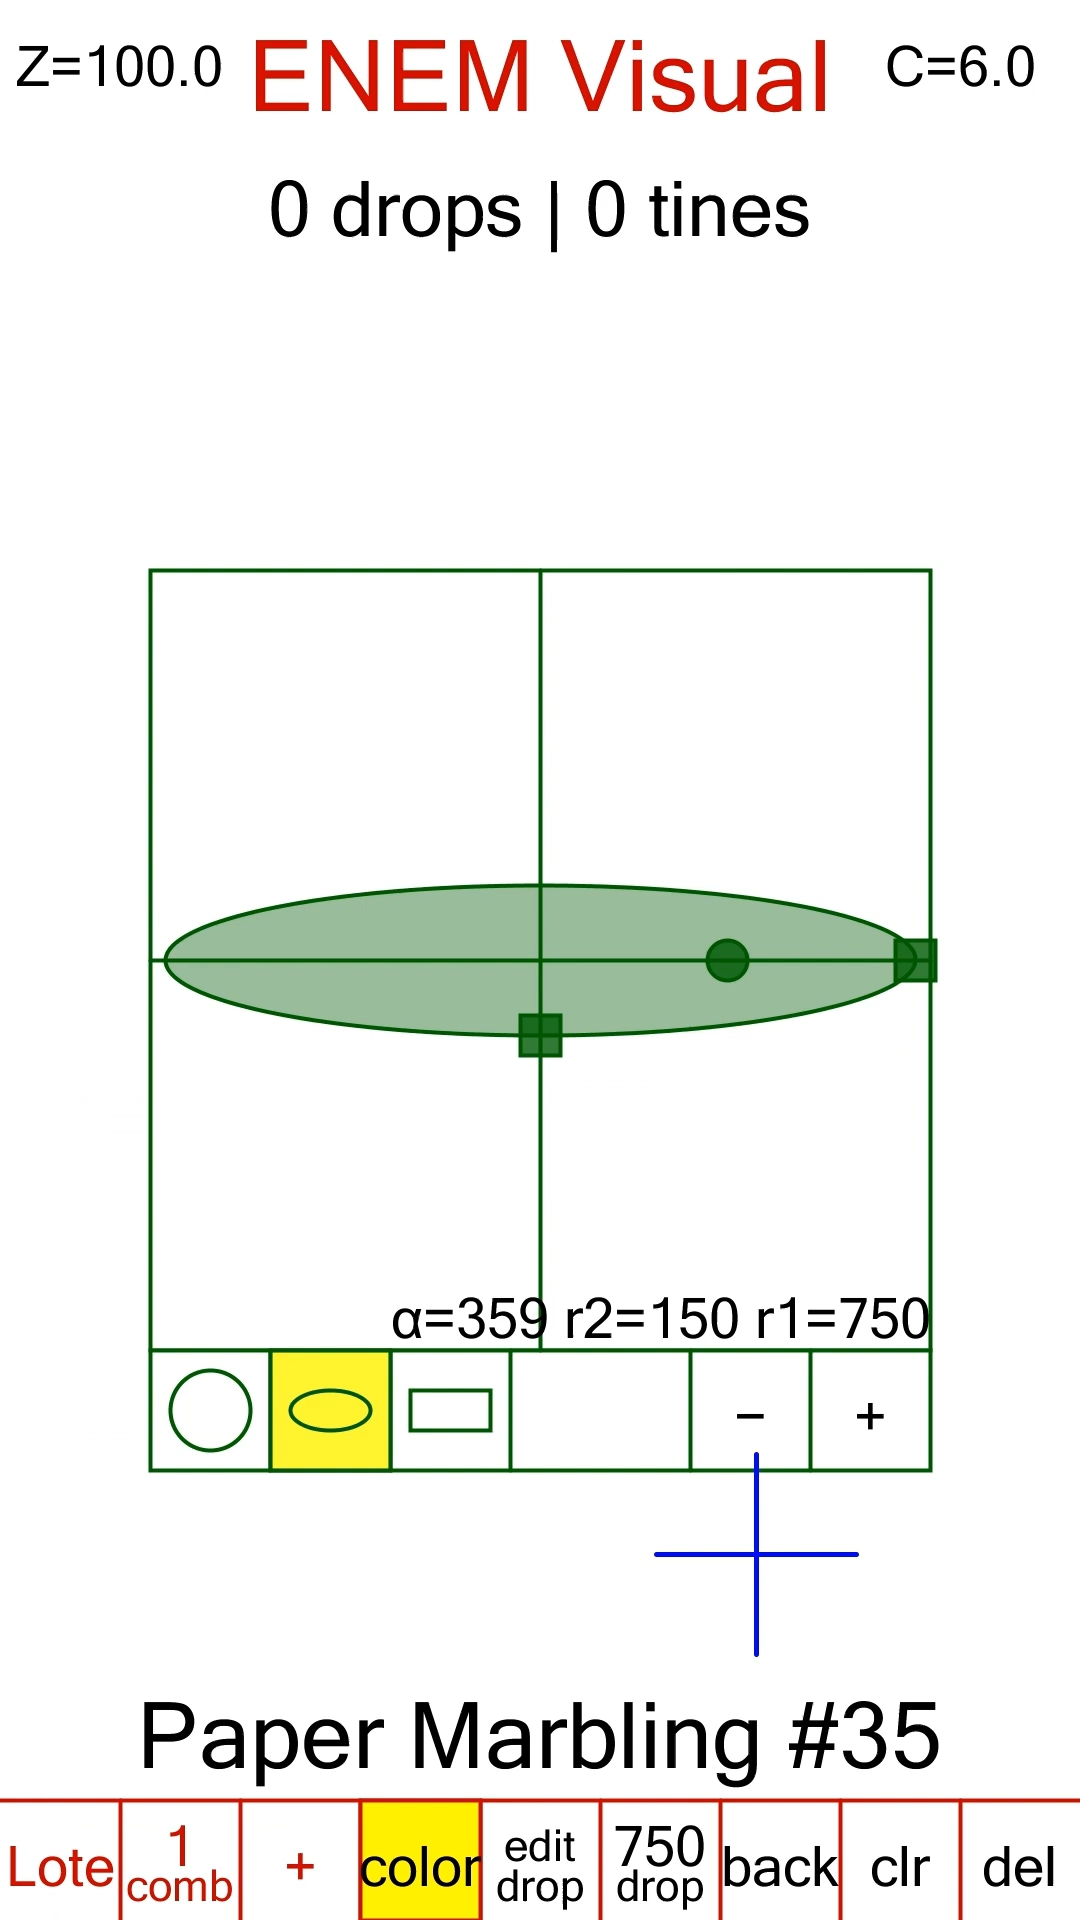 Z=100.0 ENEM Visual C=6.0
0 drops | 0 tines
α=359 r2=150 r1=750
− +
Paper Marbling #35
Lote 1 comb + color edit drop 750 drop back clr del